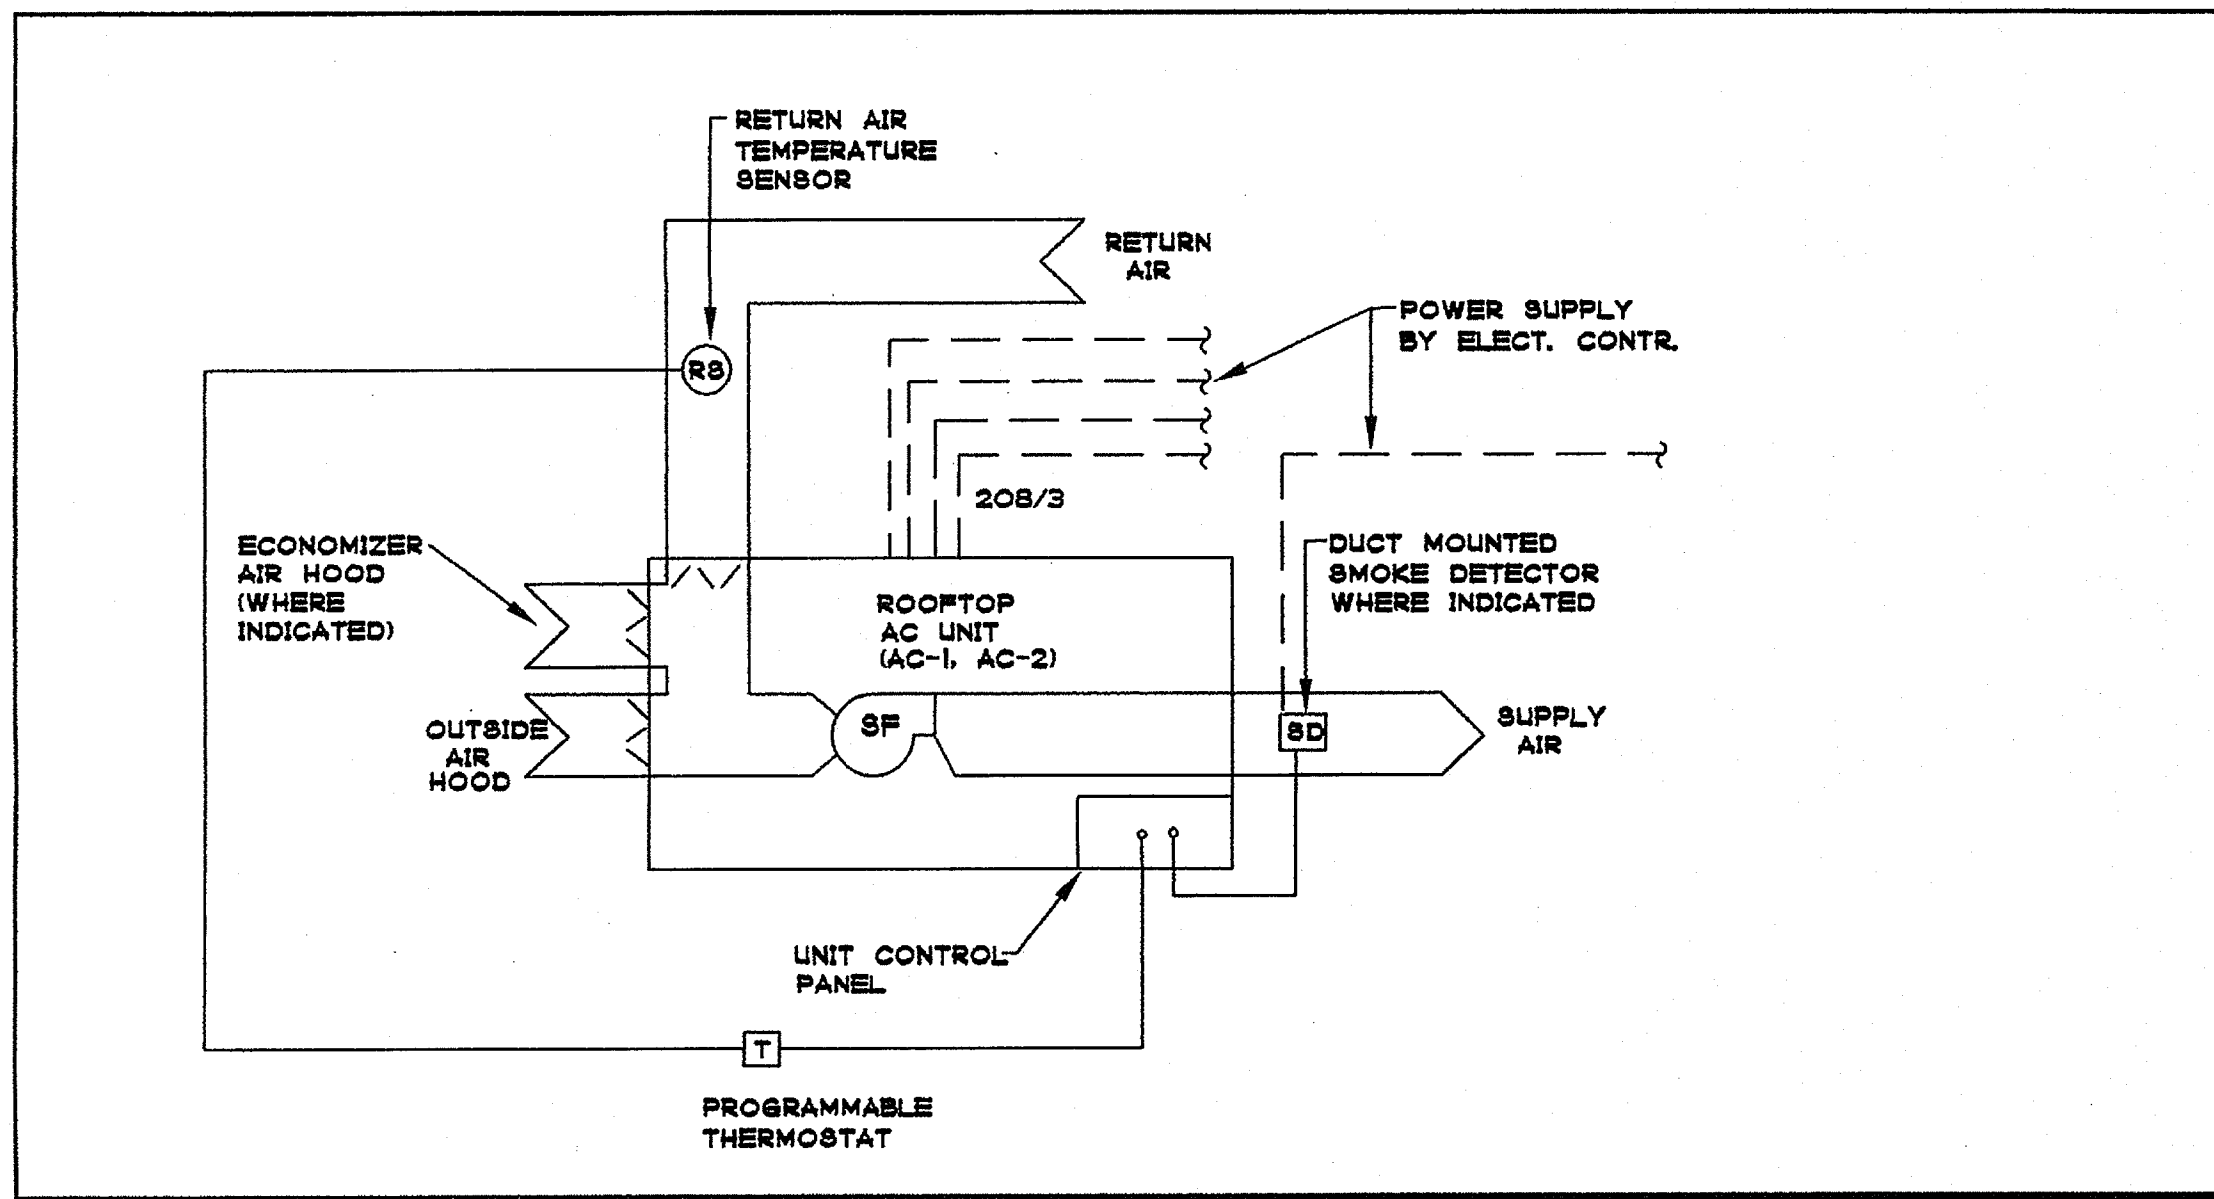 RETURN AIR
TEMPERATURE
SENSOR
RETURN
AIR
POWER SUPPLY
BY ELECT. CONTR.
RS
208/3
ECONOMIZER
AIR HOOD
(WHERE
INDICATED)
DUCT MOUNTED
SMOKE DETECTOR
WHERE INDICATED
ROOFTOP
AC UNIT
(AC-1, AC-2)
OUTSIDE
AIR
HOOD
SF
SD
SUPPLY
AIR
UNIT CONTROL
PANEL
T
PROGRAMMABLE
THERMOSTAT